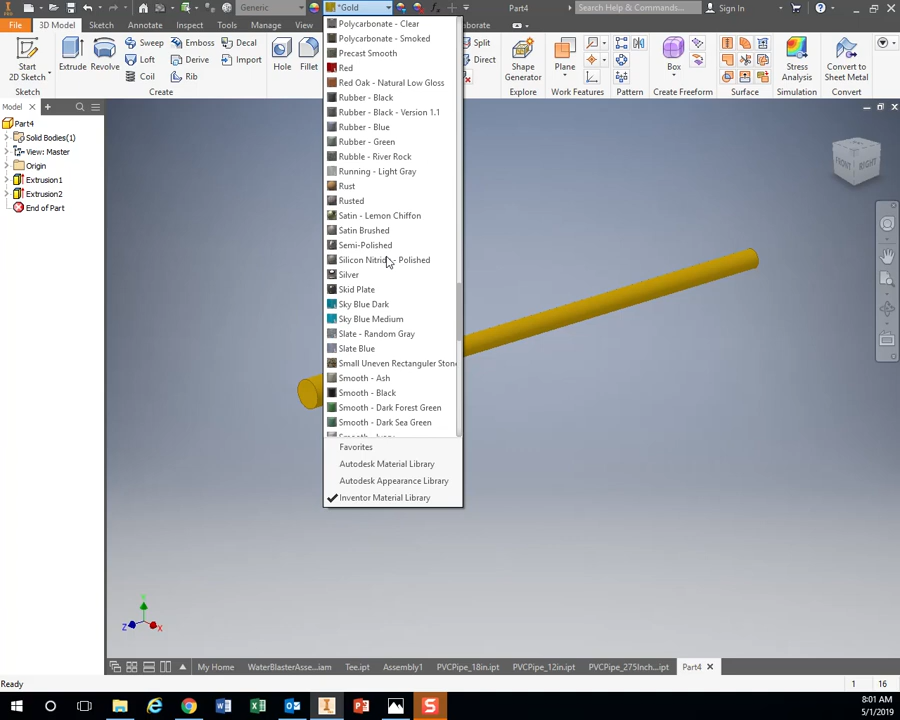 Generic
*Gold
Part4
Search Help & Commands...
Sign In
File
3D Model
Sketch
Annotate
Inspect
Tools
Manage
View
Start
2D Sketch
Extrude
Revolve
Sweep
Loft
Coil
Emboss
Derive
Rib
Decal
Import
Create
Hole
Fillet
Split
Direct
Shape
Generator
Plane
Work Features
Pattern
Box
Create Freeform
Surface
Stress
Analysis
Simulation
Convert to
Sheet Metal
Convert
Model
Part4
Solid Bodies(1)
View: Master
Origin
Extrusion1
Extrusion2
End of Part
Polycarbonate - Clear
Polycarbonate - Smoked
Precast Smooth
Red
Red Oak - Natural Low Gloss
Rubber - Black
Rubber - Black - Version 1.1
Rubber - Blue
Rubber - Green
Rubble - River Rock
Running - Light Gray
Rust
Rusted
Satin - Lemon Chiffon
Satin Brushed
Semi-Polished
Silicon Nitride - Polished
Silver
Skid Plate
Sky Blue Dark
Sky Blue Medium
Slate - Random Gray
Slate Blue
Small Uneven Rectanguler Stone
Smooth - Ash
Smooth - Black
Smooth - Dark Forest Green
Smooth - Dark Sea Green
Favorites
Autodesk Material Library
Autodesk Appearance Library
Inventor Material Library
FRONT
RIGHT
Z
X
My Home
WaterBlasterAsse...iam
Tee.ipt
Assembly1
PVCPipe_18in.ipt
PVCPipe_12in.ipt
PVCPipe_275Inch...ipt
Part4
Ready
1
16
8:01 AM
5/1/2019